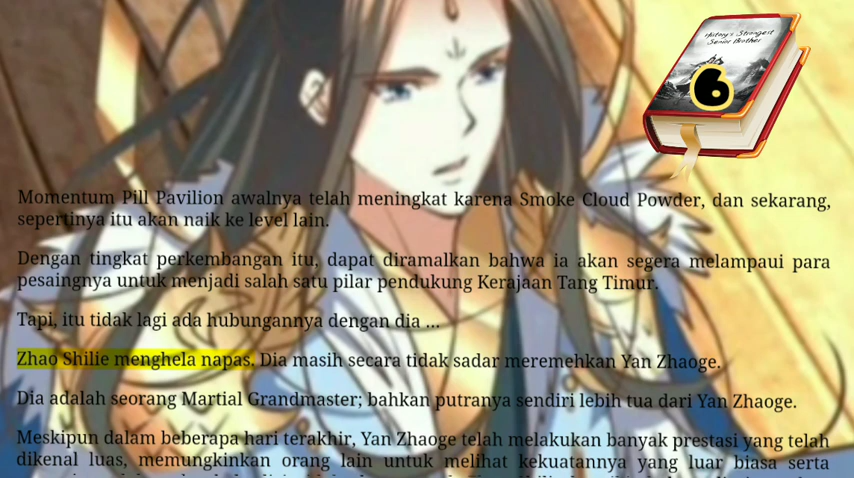 History's Strongest
Senior Brother
6
Momentum Pill Pavilion awalnya telah meningkat karena Smoke Cloud Powder, dan sekarang,
sepertinya itu akan naik ke level lain.
Dengan tingkat perkembangan itu, dapat diramalkan bahwa ia akan segera melampaui para
pesaingnya untuk menjadi salah satu pilar pendukung Kerajaan Tang Timur.
Tapi, itu tidak lagi ada hubungannya dengan dia ...
Zhao Shilie menghela napas. Dia masih secara tidak sadar meremehkan Yan Zhaoge.
Dia adalah seorang Martial Grandmaster; bahkan putranya sendiri lebih tua dari Yan Zhaoge.
Meskipun dalam beberapa hari terakhir, Yan Zhaoge telah melakukan banyak prestasi yang telah
dikenal luas, memungkinkan orang lain untuk melihat kekuatannya yang luar biasa serta